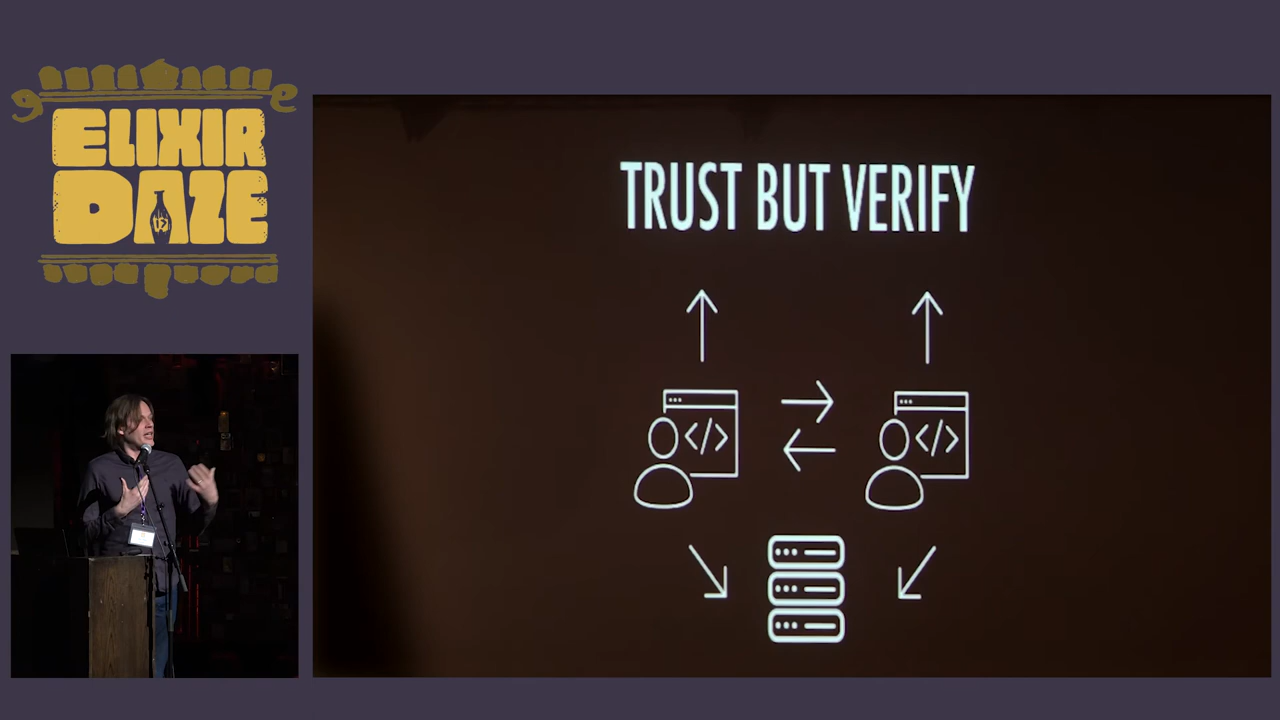 ELIXIR
DAZE
TRUST BUT VERIFY
</>
</>